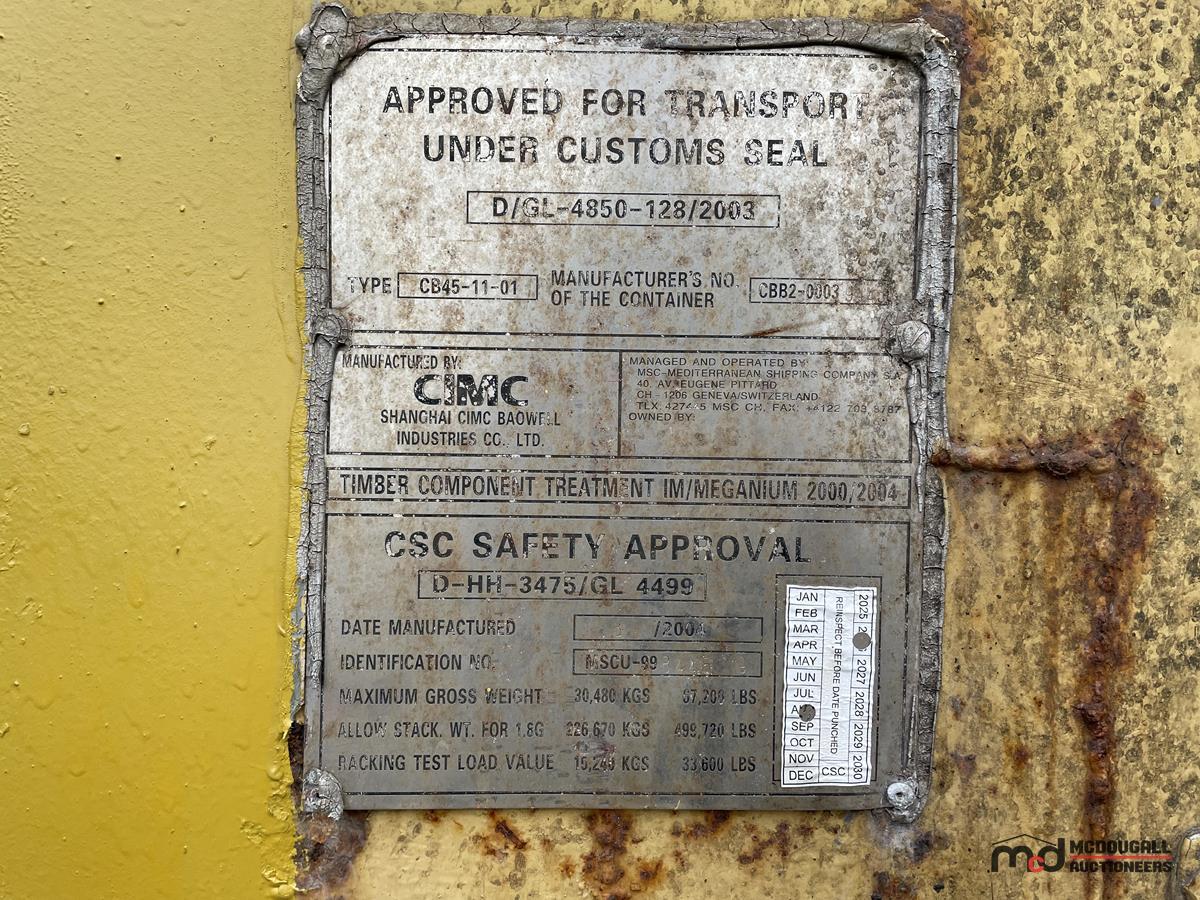 APPROVED FOR TRANSPORT
UNDER CUSTOMS SEAL
D/GL-4850-128/2003
TYPE CB45-11-01 MANUFACTURER'S NO. OF THE CONTAINER CBB2-0003
MANUFACTURED BY:
CIMC
SHANGHAI CIMC BAOWELL
INDUSTRIES CO., LTD.
MANAGED AND OPERATED BY:
MSC-MEDITERRANEAN SHIPPING COMPANY S.A
40, AV. EUGENE PITTARD
CH-1206 GENEVA/SWITZERLAND
TLX. MSC CH, FAX:
OWNED BY:
TIMBER COMPONENT TREATMENT IM/MEGANIUM 2000/2004
CSC SAFETY APPROVAL
D-HH-3475/GL 4499
DATE MANUFACTURED /2004
IDENTIFICATION NO. MSCU-99
MAXIMUM GROSS WEIGHT 30,480 KGS 67,200 LBS
ALLOW STACK. WT. FOR 1.8G 226,670 KGS 499,720 LBS
RACKING TEST LOAD VALUE 15,240 KGS 33,600 LBS
JAN
FEB
MAR
APR
MAY
JUN
JUL
SEP
OCT
NOV
DEC
REINSPECT BEFORE DATE PUNCHED
CSC
2025 2027 2028 2029 2030
mcd MCDOUGALL
AUCTIONEERS